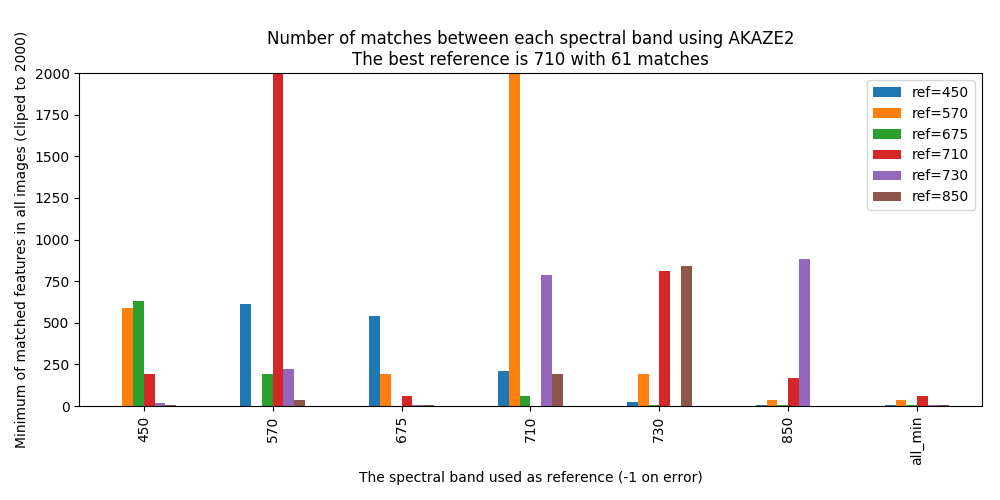 Number of matches between each spectral band using AKAZE2
The best reference is 710 with 61 matches
Minimum of matched features in all images (cliped to 2000)
2000
1750
1500
1250
1000
750
500
250
0
ref=450
ref=570
ref=675
ref=710
ref=730
ref=850
450
570
675
710
730
850
all_min
The spectral band used as reference (-1 on error)